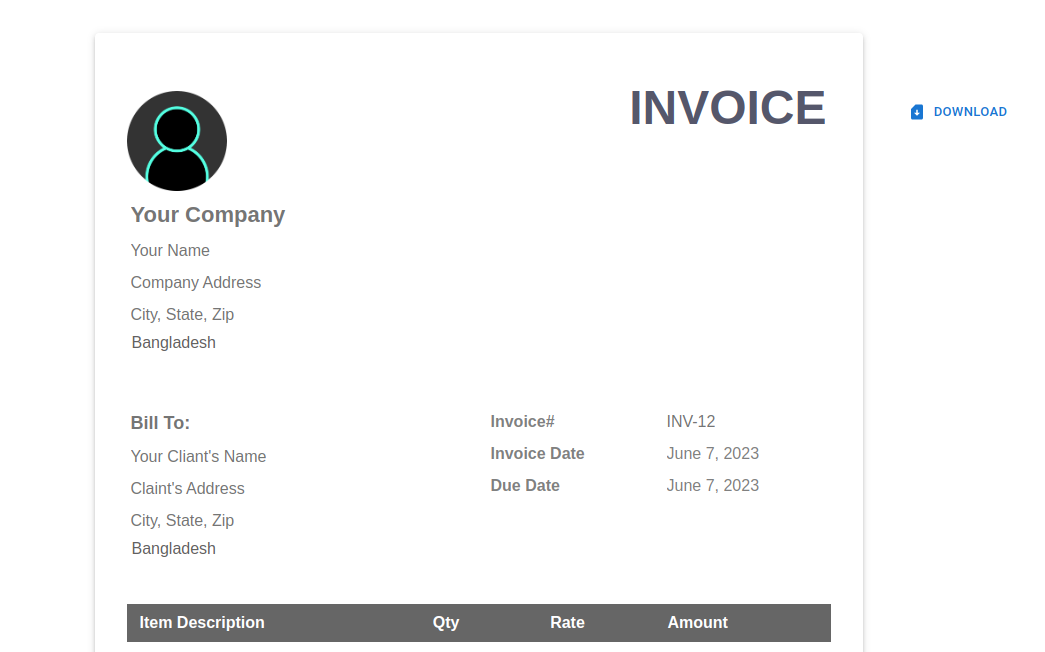 INVOICE
DOWNLOAD
Your Company
Your Name
Company Address
City, State, Zip
Bangladesh
Bill To:
Your Cliant's Name
Claint's Address
City, State, Zip
Bangladesh
Invoice# INV-12
Invoice Date June 7, 2023
Due Date June 7, 2023
Item Description Qty Rate Amount